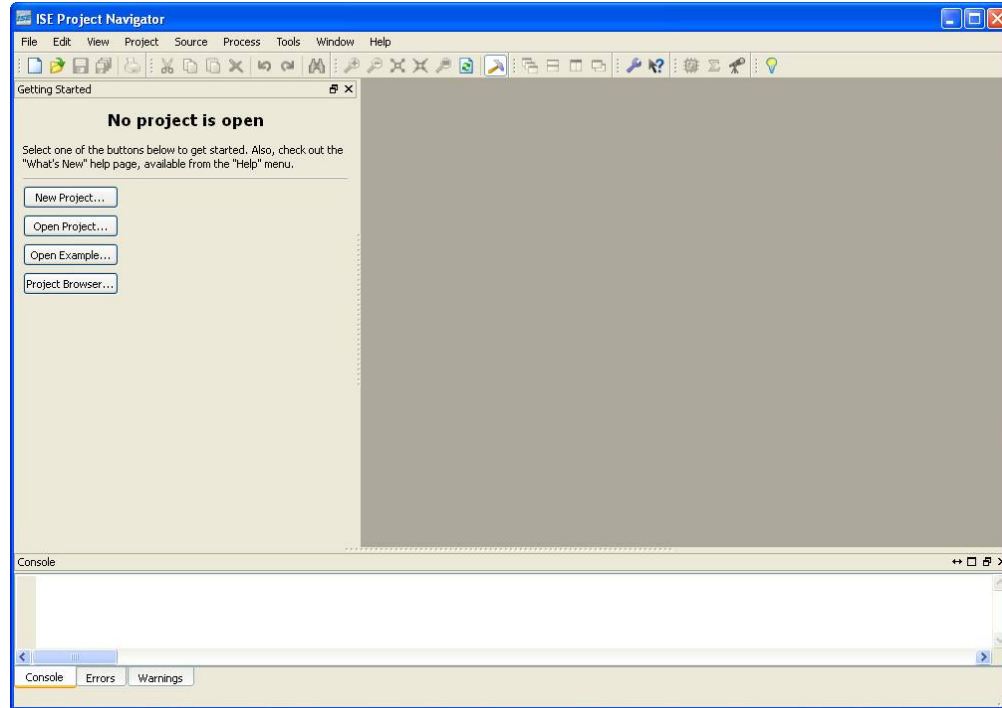 ISE Project Navigator
File Edit View Project Source Process Tools Window Help
Getting Started
No project is open
Select one of the buttons below to get started. Also, check out the
"What's New" help page, available from the "Help" menu.
New Project...
Open Project...
Open Example...
Project Browser...
Console
Console Errors Warnings